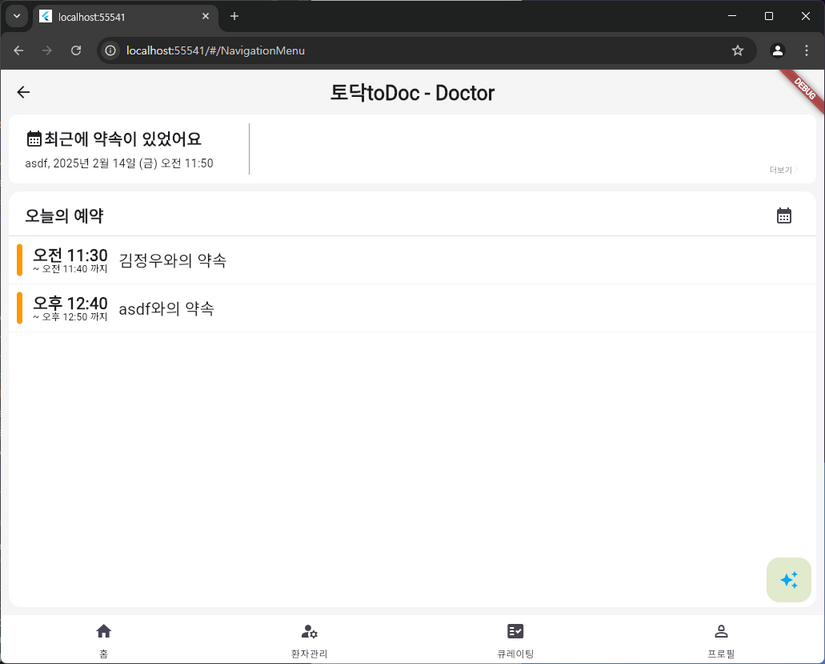 localhost:55541
localhost:55541/#/NavigationMenu
토닥toDoc - Doctor
DEBUG
최근에 약속이 있었어요
asdf, 2025년 2월 14일 (금) 오전 11:50
더보기
오늘의 예약
오전 11:30
~ 오전 11:40 까지
김정우와의 약속
오후 12:40
~ 오후 12:50 까지
asdf와의 약속
홈
환자관리
큐레이팅
프로필